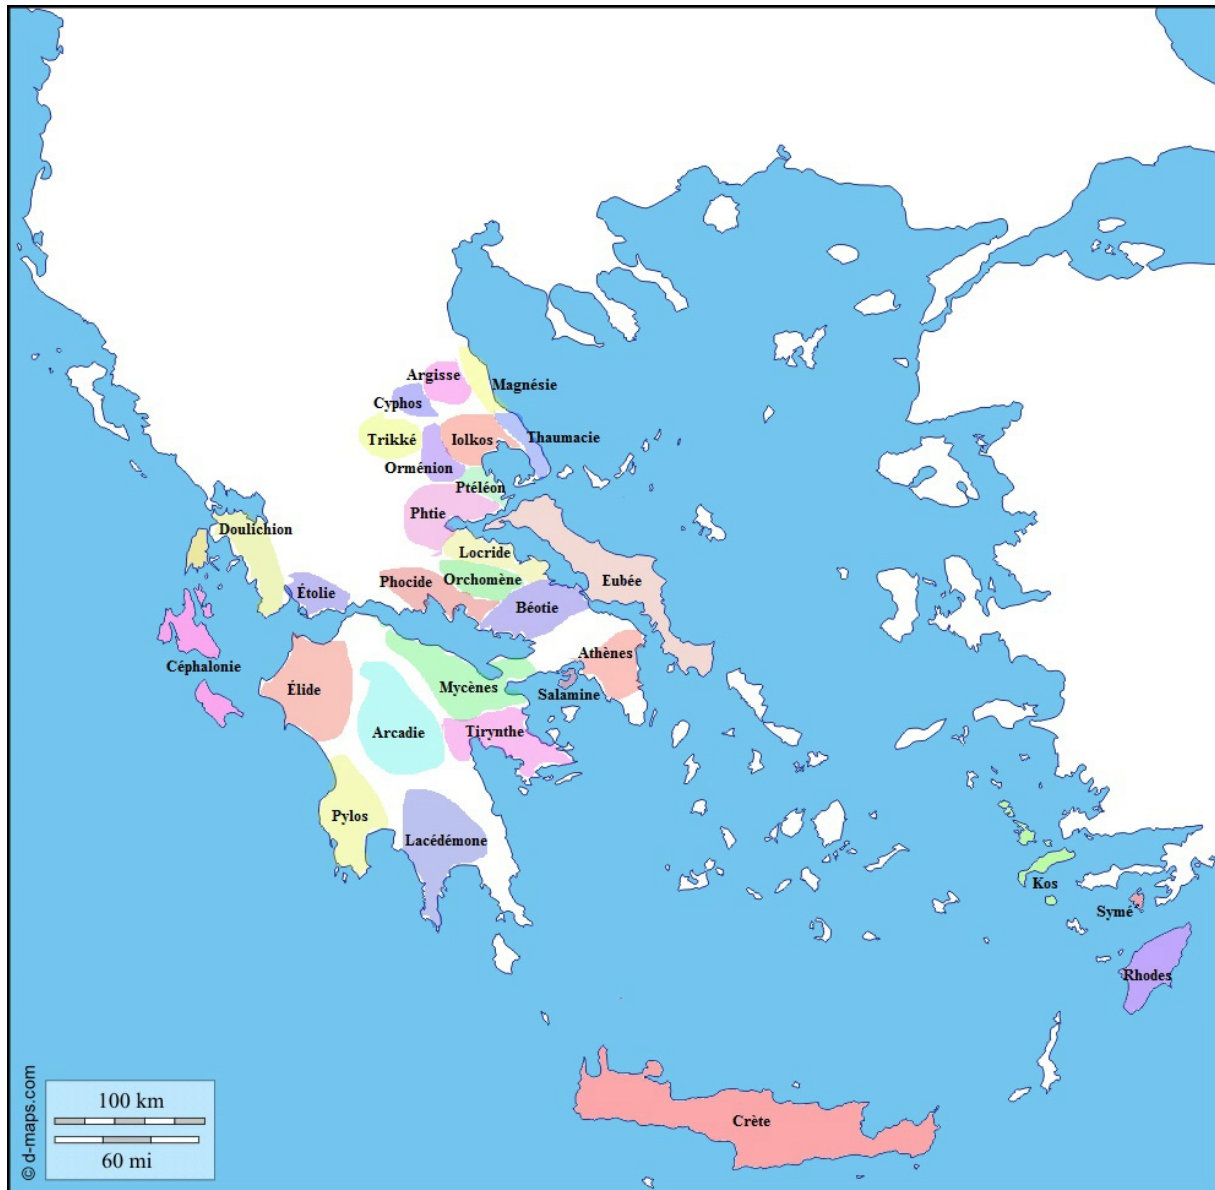 Argisse
Magnésie
Cyphos
Trikké
Iolkos
Thaumacie
Orménion
Ptéléon
Phtie
Doulichion
Locride
Orchomène
Phocide
Eubée
Étolie
Béotie
Athènes
Céphalonie
Élide
Mycènes
Salamine
Arcadie
Tirynthe
Pylos
Lacédémone
Kos
Symé
Rhodes
Crète
100 km
60 mi
© d-maps.com